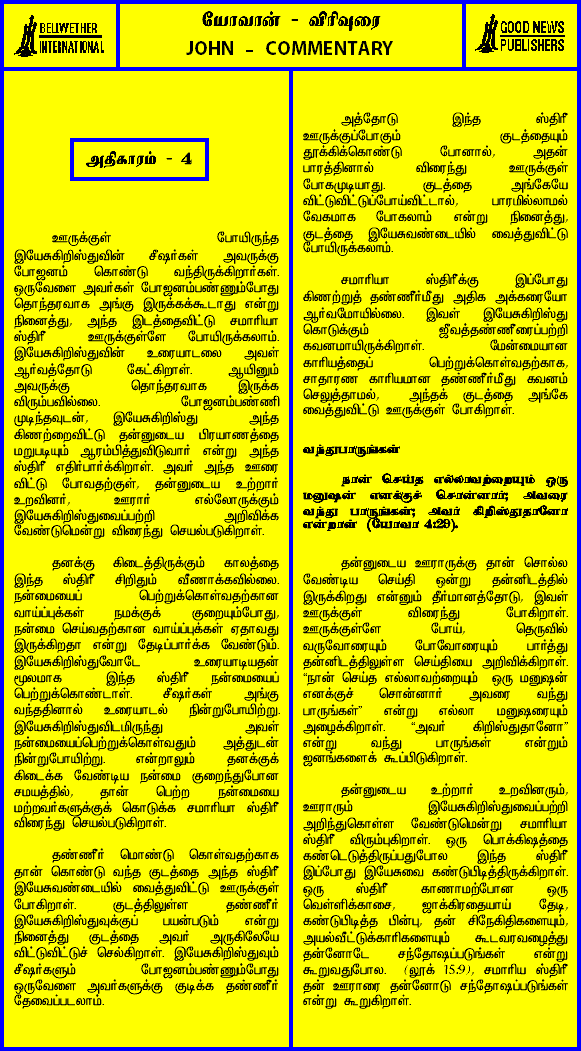 BELWETHER
INTERNATIONAL
யோவான் - விரிவுரை
JOHN - COMMENTARY
GOOD NEWS
PUBLISHERS
அதிகாரம் - 4
ஊருக்குள் போயிருந்த
இயேசுகிறிஸ்துவின் சீஷர்கள் அவருக்கு
போஜனம் கொண்டு வந்திருக்கிறார்கள்.
ஒருவேளை அவர்கள் போஜனம்பண்ணும்போது
தொந்தரவாக அங்கு இருக்கக்கூடாது என்று
நினைத்து, அந்த இடத்தைவிட்டு சமாரியா
ஸ்திரீ ஊருக்குள்ளே போயிருக்கலாம்.
இயேசுகிறிஸ்துவின் உரையாடலை அவள்
ஆர்வத்தோடு கேட்கிறாள். ஆயினும்
அவருக்கு தொந்தரவாக இருக்க
விரும்பவில்லை. போஜனம்பண்ணி
முடிந்தவுடன், இயேசுகிறிஸ்து அந்த
கிணற்றைவிட்டு தன்னுடைய பிரயாணத்தை
மறுபடியும் ஆரம்பித்துவிடுவார் என்று அந்த
ஸ்திரீ எதிர்பார்க்கிறாள். அவர் அந்த ஊரை
விட்டு போவதற்குள், தன்னுடைய உற்றார்
உறவினர், ஊரார் எல்லோருக்கும்
இயேசுகிறிஸ்துவைப்பற்றி அறிவிக்க
வேண்டுமென்று விரைந்து செயல்படுகிறாள்.
தனக்கு கிடைத்திருக்கும் காலத்தை
இந்த ஸ்திரீ சிறிதும் வீணாக்கவில்லை.
நன்மையைப் பெற்றுக்கொள்வதற்கான
வாய்ப்புக்கள் நமக்குக் குறையும்போது,
நன்மை செய்வதற்கான வாய்ப்புக்கள் ஏதாவது
இருக்கிறதா என்று தேடிப்பார்க்க வேண்டும்.
இயேசுகிறிஸ்துவோடே உரையாடியதன்
மூலமாக இந்த ஸ்திரீ நன்மையைப்
பெற்றுக்கொண்டாள். சீஷர்கள் அங்கு
வந்ததினால் உரையாடல் நின்றுபோயிற்று.
இயேசுகிறிஸ்துவிடமிருந்து அவள்
நன்மையைப்பெற்றுக்கொள்வதும் அத்துடன்
நின்றுபோயிற்று. என்றாலும் தனக்குக்
கிடைக்க வேண்டிய நன்மை குறைந்துபோன
சமயத்தில், தான் பெற்ற நன்மையை
மற்றவர்களுக்குக் கொடுக்க சமாரியா ஸ்திரீ
விரைந்து செயல்படுகிறாள்.
தண்ணீர் மொண்டு கொள்வதற்காக
தான் கொண்டு வந்த குடத்தை அந்த ஸ்திரீ
இயேசுவண்டையில் வைத்துவிட்டு ஊருக்குள்
போகிறாள். குடத்திலுள்ள தண்ணீர்
இயேசுகிறிஸ்துவுக்குப் பயன்படும் என்று
நினைத்து குடத்தை அவர் அருகிலேயே
விட்டுவிட்டுச் செல்கிறாள். இயேசுகிறிஸ்துவும்
சீஷர்களும் போஜனம்பண்ணும்போது
ஒருவேளை அவர்களுக்கு குடிக்க தண்ணீர்
தேவைப்படலாம்.
அத்தோடு இந்த ஸ்திரீ
ஊருக்குப்போகும் குடத்தையும்
தூக்கிக்கொண்டு போனால், அதன்
பாரத்தினால் விரைந்து ஊருக்குள்
போகமுடியாது. குடத்தை அங்கேயே
விட்டுவிட்டுப்போய்விட்டால், பாரமில்லாமல்
வேகமாக போகலாம் என்று நினைத்து,
குடத்தை இயேசுவண்டையில் வைத்துவிட்டு
போயிருக்கலாம்.
சமாரியா ஸ்திரீக்கு இப்போது
கிணற்றுத் தண்ணீர்மீது அதிக அக்கரையோ
ஆர்வமோயில்லை. இவள் இயேசுகிறிஸ்து
கொடுக்கும் ஜீவத்தண்ணீரைப்பற்றி
கவனமாயிருக்கிறாள். மேன்மையான
காரியத்தைப் பெற்றுக்கொள்வதற்காக,
சாதாரண காரியமான தண்ணீர்மீது கவனம்
செலுத்தாமல், அந்தக் குடத்தை அங்கே
வைத்துவிட்டு ஊருக்குள் போகிறாள்.
வந்துபாருங்கள்
நான் செய்த எல்லாவற்றையும் ஒரு
மனுஷன் எனக்குச் சொன்னார்; அவரை
வந்து பாருங்கள்; அவர் கிறிஸ்துதானோ
என்றாள் (யோவா 4:29).
தன்னுடைய ஊராருக்கு தான் சொல்ல
வேண்டிய செய்தி ஒன்று தன்னிடத்தில்
இருக்கிறது என்னும் தீர்மானத்தோடு, இவள்
ஊருக்குள் விரைந்து போகிறாள்.
ஊருக்குள்ளே போய், தெருவில்
வருவோரையும் போவோரையும் பார்த்து
தன்னிடத்திலுள்ள செய்தியை அறிவிக்கிறாள்.
“நான் செய்த எல்லாவற்றையும் ஒரு மனுஷன்
எனக்குச் சொன்னார் அவரை வந்து
பாருங்கள்” என்று எல்லா மனுஷரையும்
அழைக்கிறாள். “அவர் கிறிஸ்துதானோ”
என்று வந்து பாருங்கள் என்றும்
ஜனங்களைக் கூப்பிடுகிறாள்.
தன்னுடைய உற்றார் உறவினரும்,
ஊராரும் இயேசுகிறிஸ்துவைப்பற்றி
அறிந்துகொள்ள வேண்டுமென்று சமாரியா
ஸ்திரீ விரும்புகிறாள். ஒரு பொக்கிஷத்தை
கண்டெடுத்திருப்பதுபோல இந்த ஸ்திரீ
இப்போது இயேசுவை கண்டுபிடித்திருக்கிறாள்.
ஒரு ஸ்திரீ காணாமற்போன ஒரு
வெள்ளிக்காசை, ஜாக்கிரதையாய் தேடி,
கண்டுபிடித்த பின்பு, தன் சிநேகிதிகளையும்,
அயல்வீட்டுக்காரிகளையும் கூடவரவழைத்து
தன்னோடே சந்தோஷப்படுங்கள் என்று
கூறுவதுபோல. (லூக் 15:9), சமாரிய ஸ்திரீ
தன் ஊராரை தன்னோடு சந்தோஷப்படுங்கள்
என்று கூறுகிறாள்.